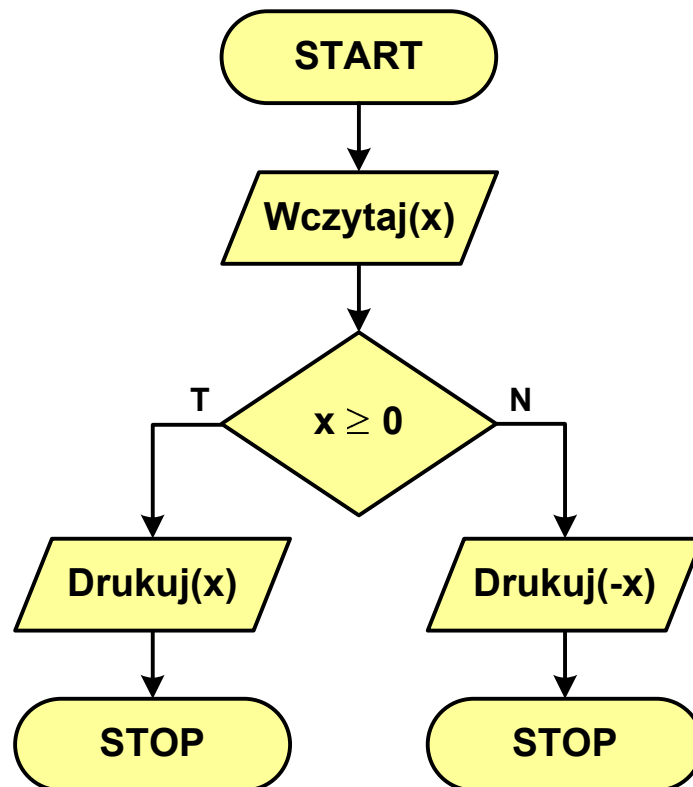 START
Wczytaj(x)
T
N
x ≥ 0
Drukuj(x)
Drukuj(-x)
STOP
STOP